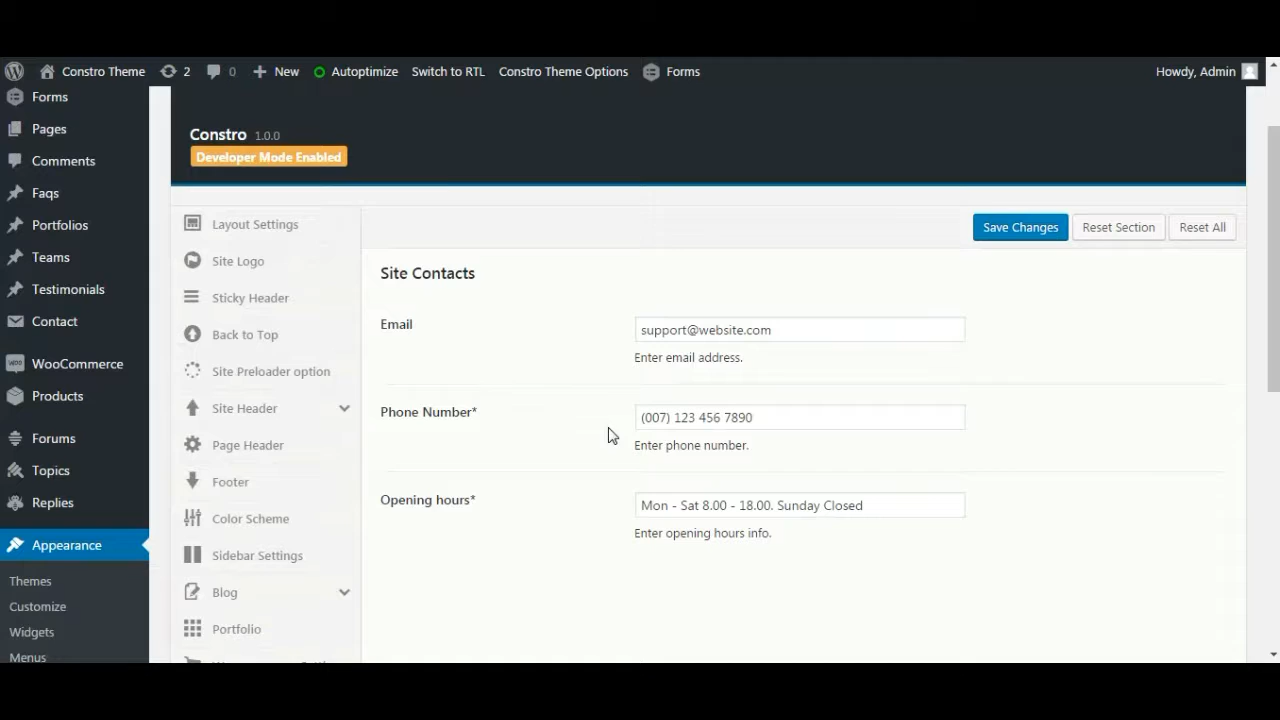 Constro Theme 2 0 New Autoptimize Switch to RTL Constro Theme Options Forms Howdy, Admin
Forms
Pages
Comments
Faqs
Portfolios
Teams
Testimonials
Contact
WooCommerce
Products
Forums
Topics
Replies
Appearance
Themes
Customize
Widgets
Menus
Constro 1.0.0
Developer Mode Enabled
Layout Settings
Site Logo
Sticky Header
Back to Top
Site Preloader option
Site Header
Page Header
Footer
Color Scheme
Sidebar Settings
Blog
Portfolio
Save Changes Reset Section Reset All
Site Contacts
Email
support@website.com
Enter email address.
Phone Number*
(007) 123 456 7890
Enter phone number.
Opening hours*
Mon - Sat 8.00 - 18.00. Sunday Closed
Enter opening hours info.